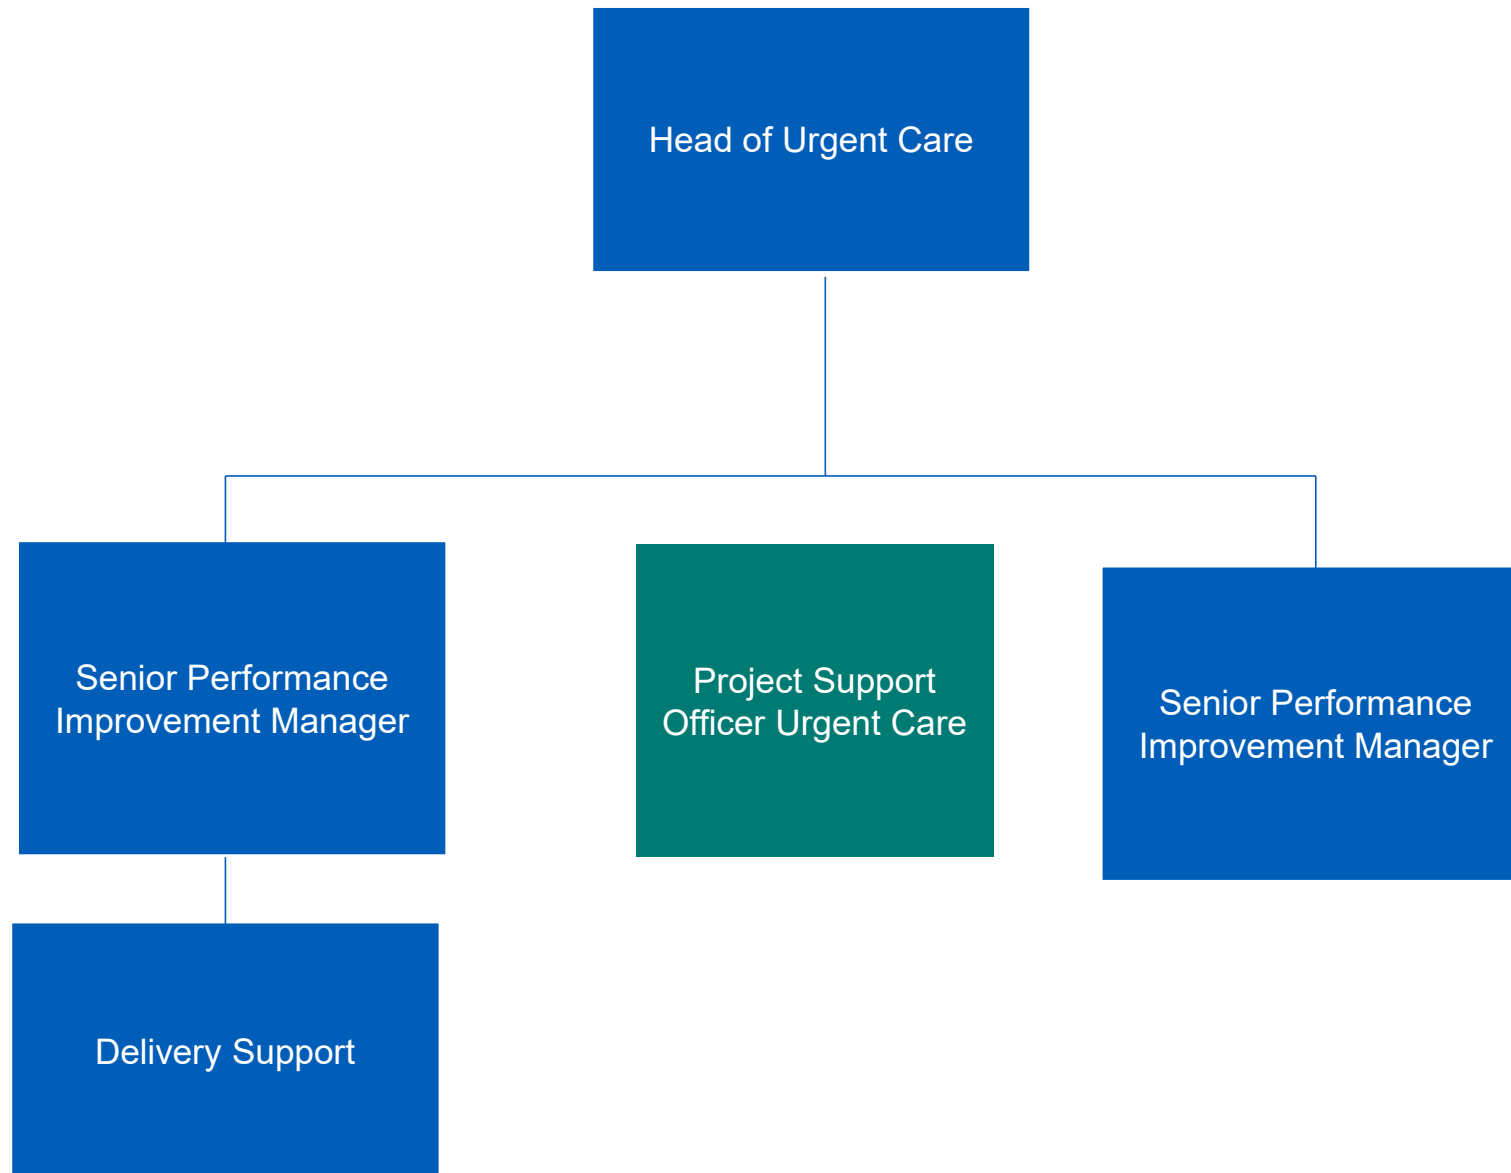 Head of Urgent Care
Senior Performance
Improvement Manager
Project Support
Officer Urgent Care
Senior Performance
Improvement Manager
Delivery Support